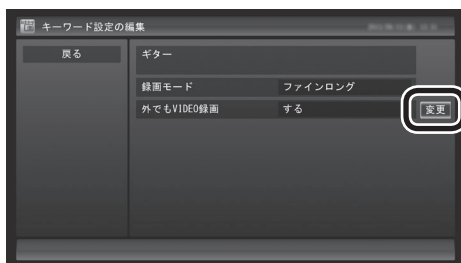 キーワード設定の編集
戻る
ギター
録画モード ファインロング
外でもVIDEO録画 する 変更